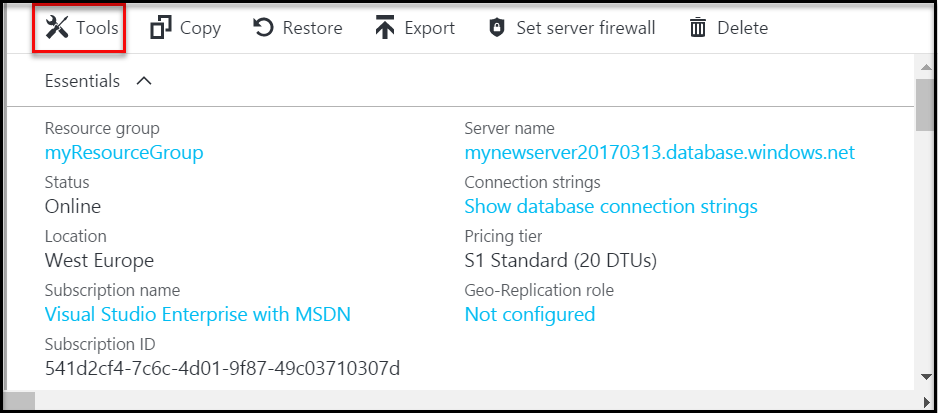 Tools Copy Restore Export Set server firewall Delete
Essentials
Resource group
myResourceGroup
Status
Online
Location
West Europe
Subscription name
Visual Studio Enterprise with MSDN
Subscription ID
541d2cf4-7c6c-4d01-9f87-49c03710307d
Server name
mynewserver20170313.database.windows.net
Connection strings
Show database connection strings
Pricing tier
S1 Standard (20 DTUs)
Geo-Replication role
Not configured